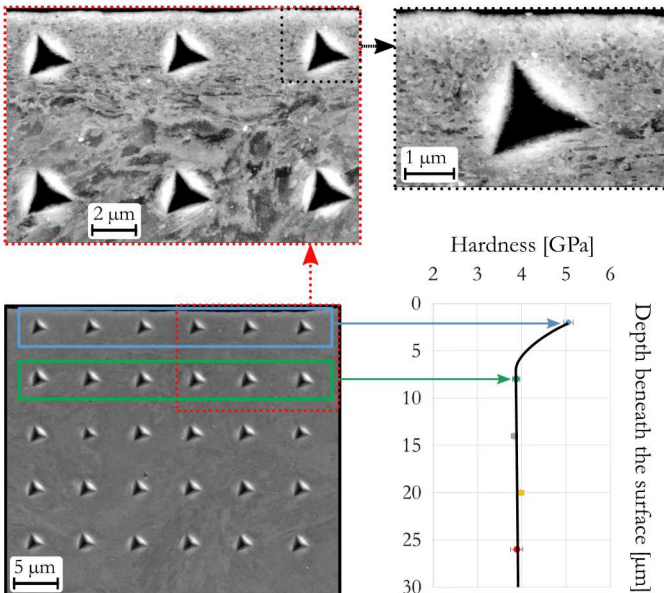 2 μm
1 μm
5 μm
Hardness [GPa]
2 3 4 5 6
0
5
10
15
20
25
30
Depth beneath the surface [μm]